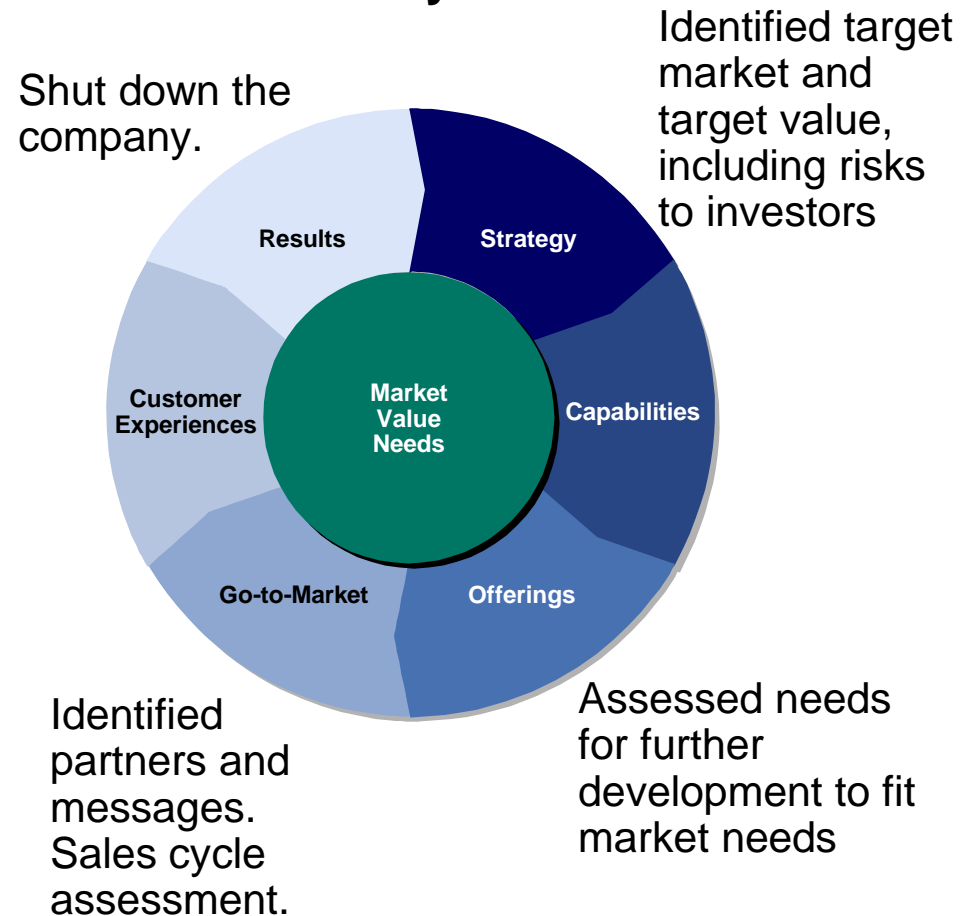 Identified target
market and
target value,
including risks
to investors
Shut down the
company.
Results
Strategy
Customer
Experiences
Market
Value
Needs
Capabilities
Go-to-Market
Offerings
Identified
partners and
messages.
Sales cycle
assessment.
Assessed needs
for further
development to fit
market needs